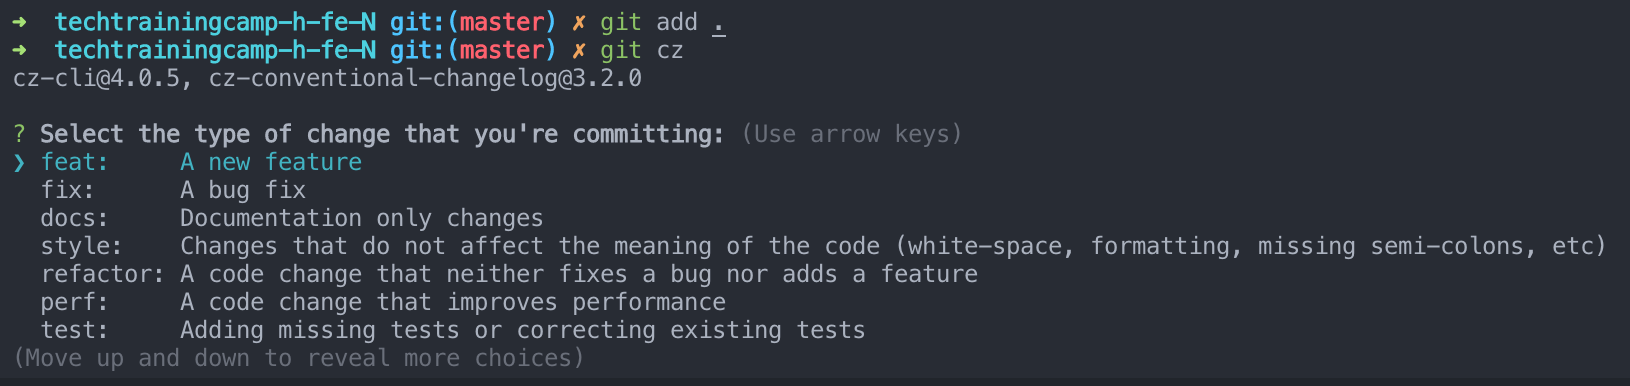 ➜  techtrainingcamp-h-fe-N git:(master) ✗ git add .
➜  techtrainingcamp-h-fe-N git:(master) ✗ git cz
cz-cli@4.0.5, cz-conventional-changelog@3.2.0
? Select the type of change that you're committing: (Use arrow keys)
❯ feat:     A new feature
  fix:      A bug fix
  docs:     Documentation only changes
  style:    Changes that do not affect the meaning of the code (white-space, formatting, missing semi-colons, etc)
  refactor: A code change that neither fixes a bug nor adds a feature
  perf:     A code change that improves performance
  test:     Adding missing tests or correcting existing tests
(Move up and down to reveal more choices)